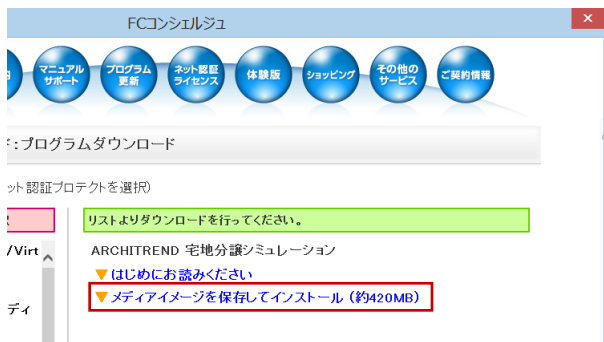 FCコンシェルジュ
マニュアル
サポート
プログラム
更新
ネット認証
ライセンス
体験版
ショッピング
その他の
サービス
ご契約情報
:プログラムダウンロード
ット認証プロテクトを選択)
リストよりダウンロードを行ってください。
/Virt
ARCHITREND 宅地分譲シミュレーション
▼はじめにお読みください
▼メディアイメージを保存してインストール（約420MB）
ディ